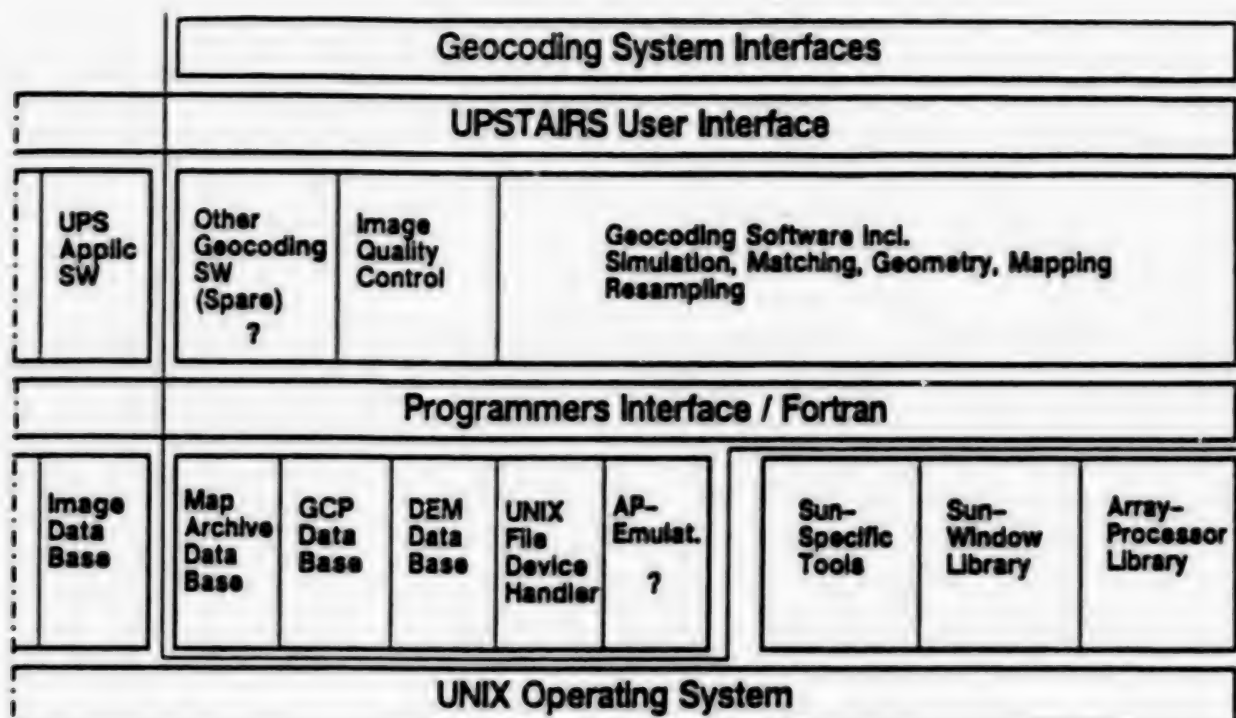 Geocoding System Interfaces
UPSTAIRS User Interface
UPS
Applic
SW
Other
Geocoding
SW
(Spare)
?
Image
Quality
Control
Geocoding Software incl.
Simulation, Matching, Geometry, Mapping
Resampling
Programmers Interface / Fortran
Image
Data
Base
Map
Archive
Data
Base
GCP
Data
Base
DEM
Data
Base
UNIX
File
Device
Handler
AP-
Emulat.
?
Sun-
Specific
Tools
Sun-
Window
Library
Array-
Processor
Library
UNIX Operating System